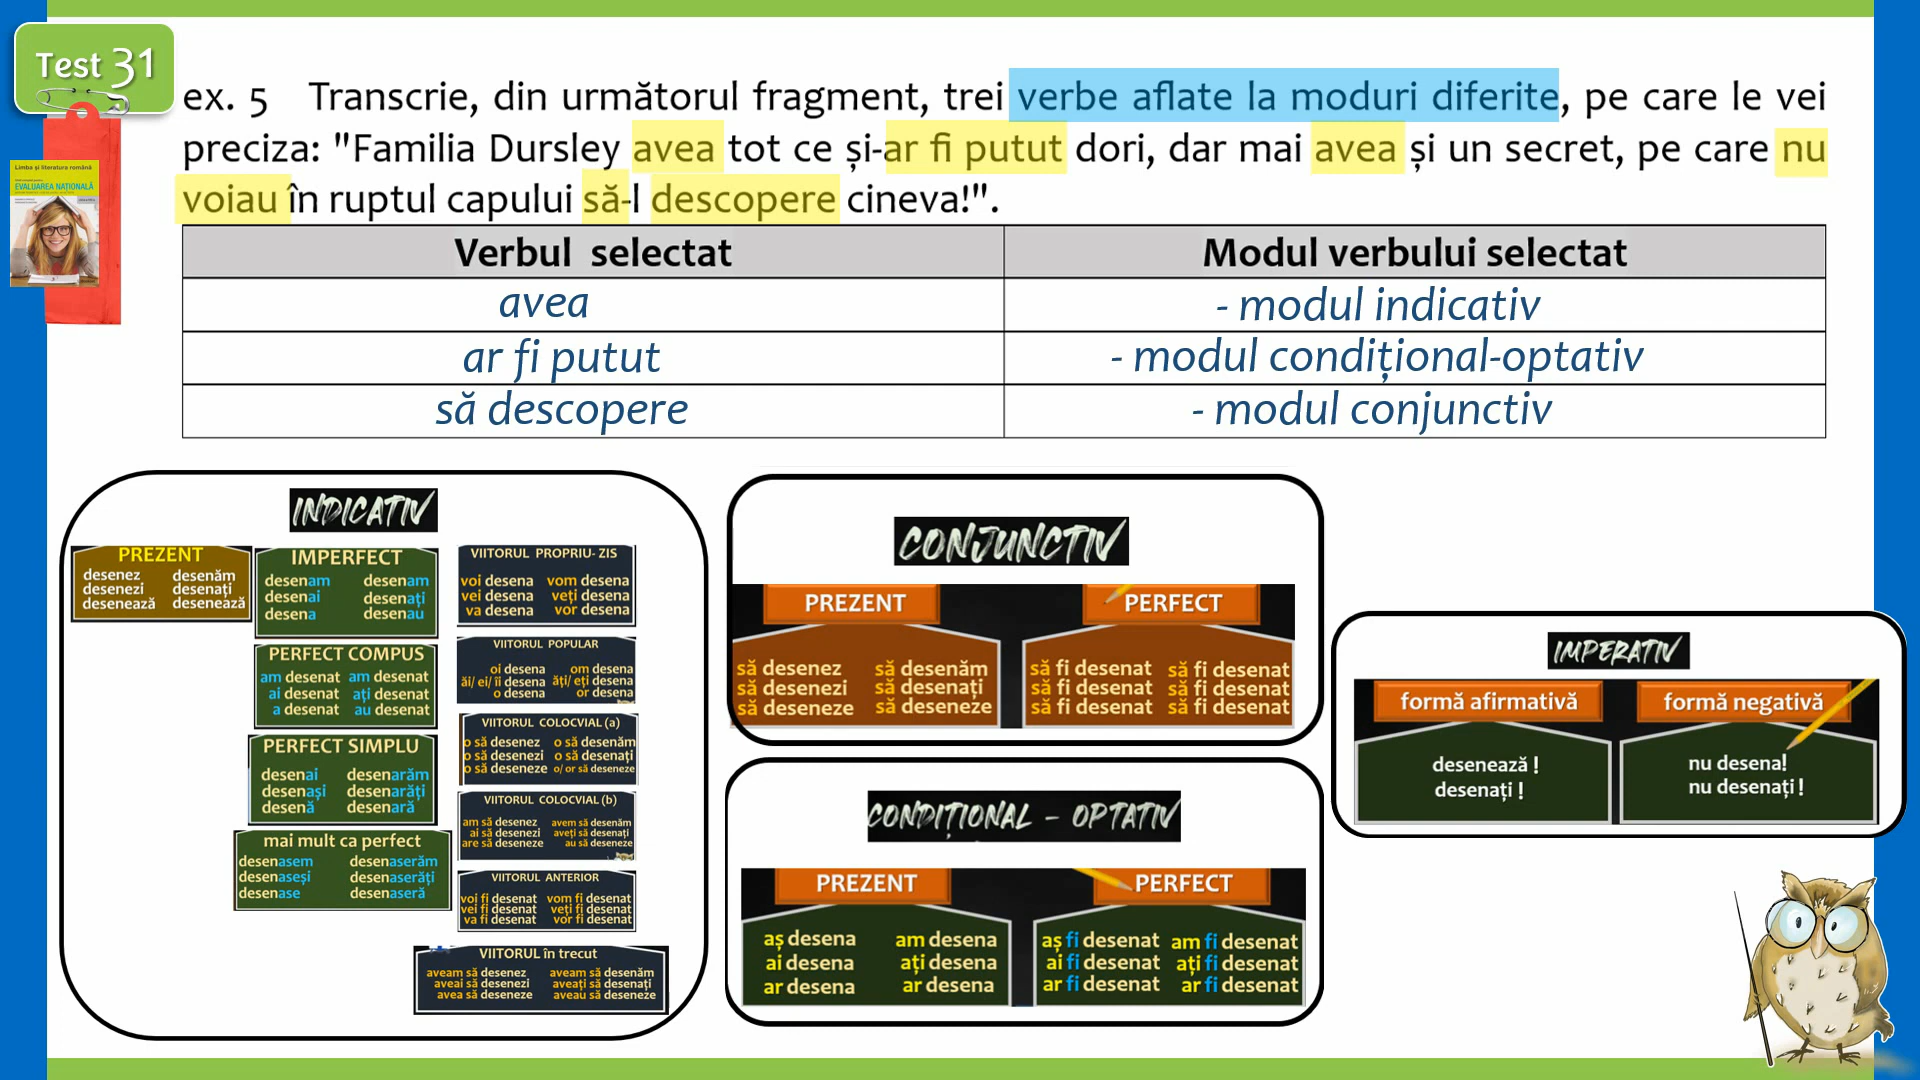 Test 31
ex. 5 Transcrie, din următorul fragment, trei verbe aflate la moduri diferite, pe care le vei
preciza: "Familia Dursley avea tot ce și-ar fi putut dori, dar mai avea și un secret, pe care nu
voiau în ruptul capului să-l descopere cineva!".
Limba și literatura română
EVALUAREA NAȚIONALĂ
Verbul selectat Modul verbului selectat
avea - modul indicativ
ar fi putut - modul condițional-optativ
să descopere - modul conjunctiv
INDICATIV
PREZENT
desenez desenăm
desenezi desenați
desenează desenează
IMPERFECT
desenam desenam
desenai desenați
desena desenau
PERFECT COMPUS
am desenat am desenat
ai desenat ați desenat
a desenat au desenat
PERFECT SIMPLU
desenai desenarăm
desenași desenarăți
desenă desenară
mai mult ca perfect
desenasem desenaserăm
desenaseși desenaserăți
desenase desenaseră
VIITORUL PROPRIU- ZIS
voi desena vom desena
vei desena veți desena
va desena vor desena
VIITORUL POPULAR
oi desena om desena
ăi/ ei/ îi desena ăți/ eți desena
o desena or desena
VIITORUL COLOCVIAL (a)
o să desenez o să desenăm
o să desenezi o să desenați
o să deseneze o/ or să deseneze
VIITORUL COLOCVIAL (b)
am să desenez avem să desenăm
ai să desenezi aveți să desenați
are să deseneze au să deseneze
VIITORUL ANTERIOR
voi fi desenat vom fi desenat
vei fi desenat veți fi desenat
va fi desenat vor fi desenat
VIITORUL în trecut
aveam să desenez aveam să desenăm
aveai să desenezi aveați să desenați
avea să deseneze aveau să deseneze
CONJUNCTIV
PREZENT
să desenez să desenăm
să desenezi să desenați
să deseneze să deseneze
PERFECT
să fi desenat să fi desenat
să fi desenat să fi desenat
să fi desenat să fi desenat
CONDIȚIONAL - OPTATIV
PREZENT
aș desena am desena
ai desena ați desena
ar desena ar desena
PERFECT
aș fi desenat am fi desenat
ai fi desenat ați fi desenat
ar fi desenat ar fi desenat
IMPERATIV
formă afirmativă
desenează !
desenați !
formă negativă
nu desena!
nu desenați !